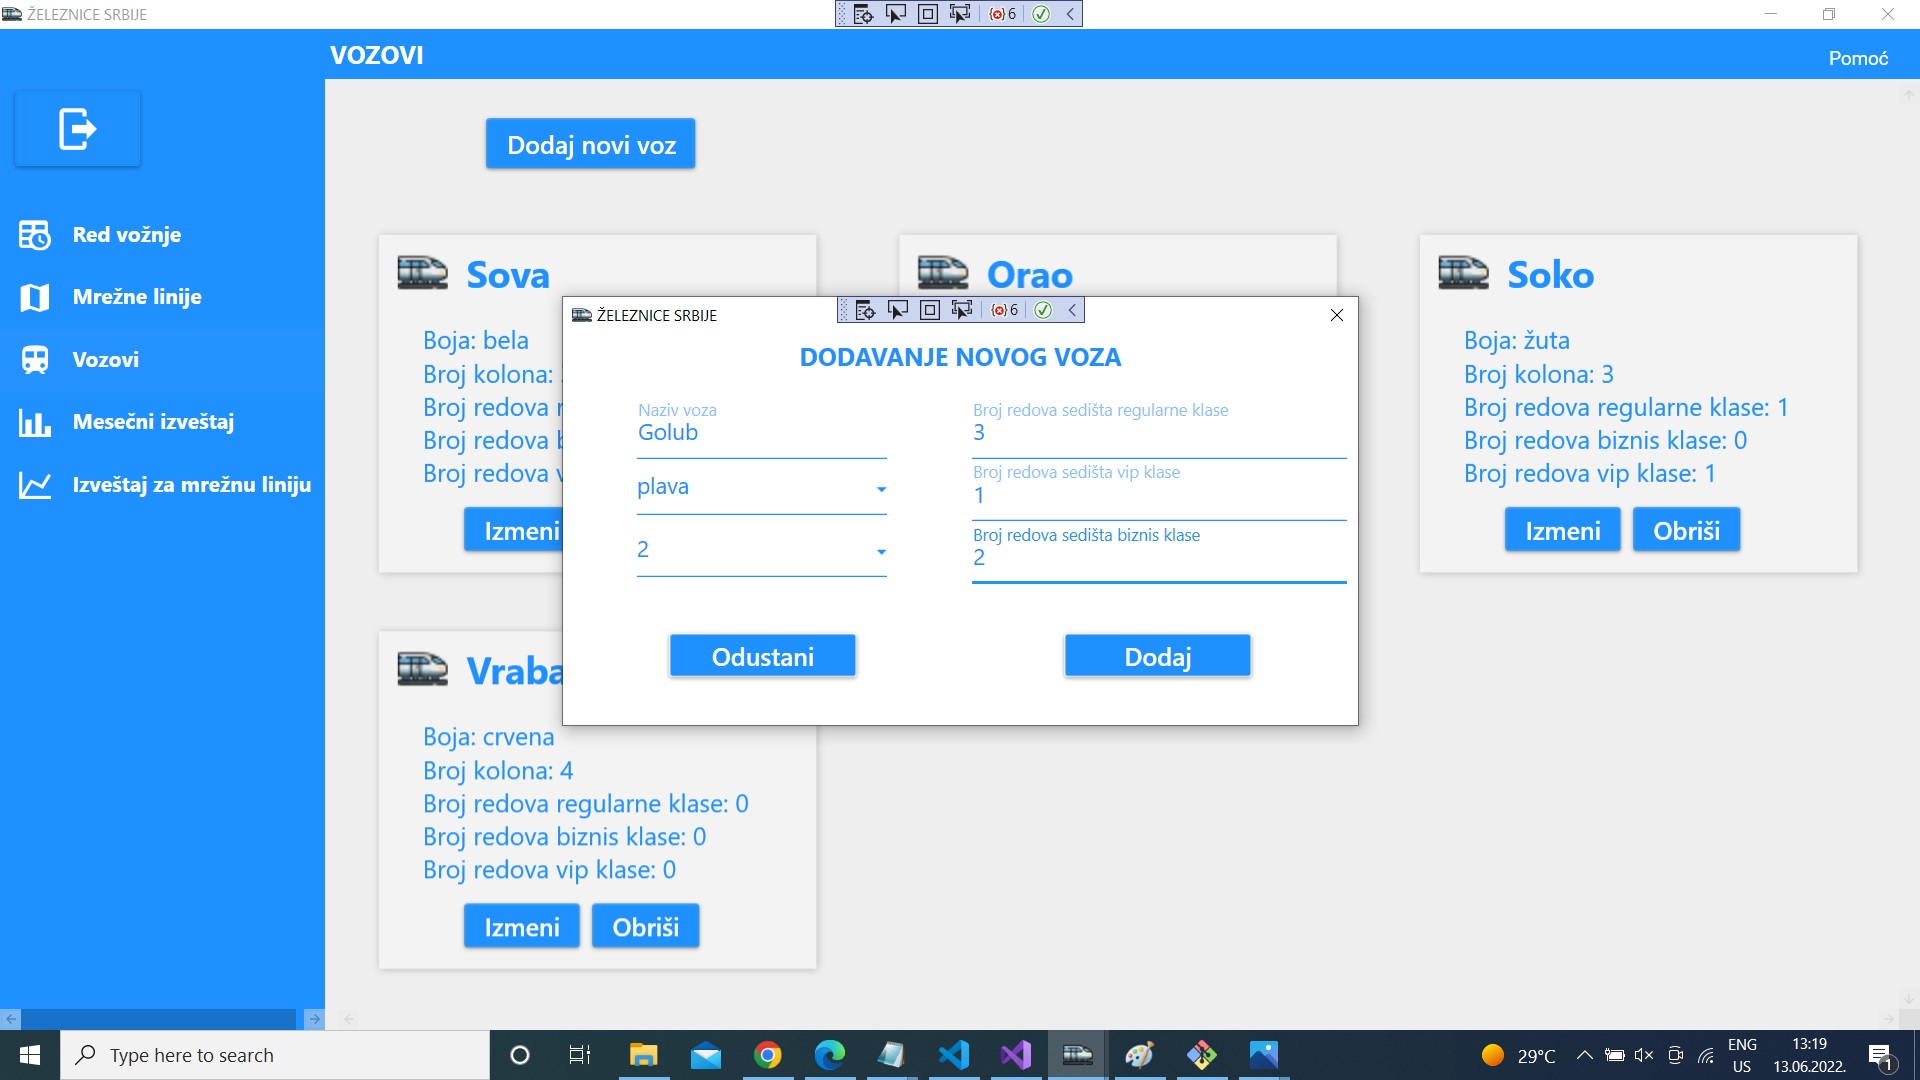 ŽELEZNICE SRBIJE
6
VOZOVI
Pomoć
Red vožnje
Mrežne linije
Vozovi
Mesečni izveštaj
Izveštaj za mrežnu liniju
Dodaj novi voz
Sova
Boja: bela
Broj kolona:
Broj redova
Broj redova
Broj redova
Izmeni
Orao
Soko
Boja: žuta
Broj kolona: 3
Broj redova regularne klase: 1
Broj redova biznis klase: 0
Broj redova vip klase: 1
Izmeni
Obriši
Boja: crvena
Broj kolona: 4
Broj redova regularne klase: 0
Broj redova biznis klase: 0
Broj redova vip klase: 0
Izmeni
Obriši
ŽELEZNICE SRBIJE
6
DODAVANJE NOVOG VOZA
Naziv voza
Golub
plava
2
Broj redova sedišta regularne klase
3
Broj redova sedišta vip klase
1
Broj redova sedišta biznis klase
2
Odustani
Dodaj
Type here to search
29°C
ENG
US
13:19
13.06.2022.
1